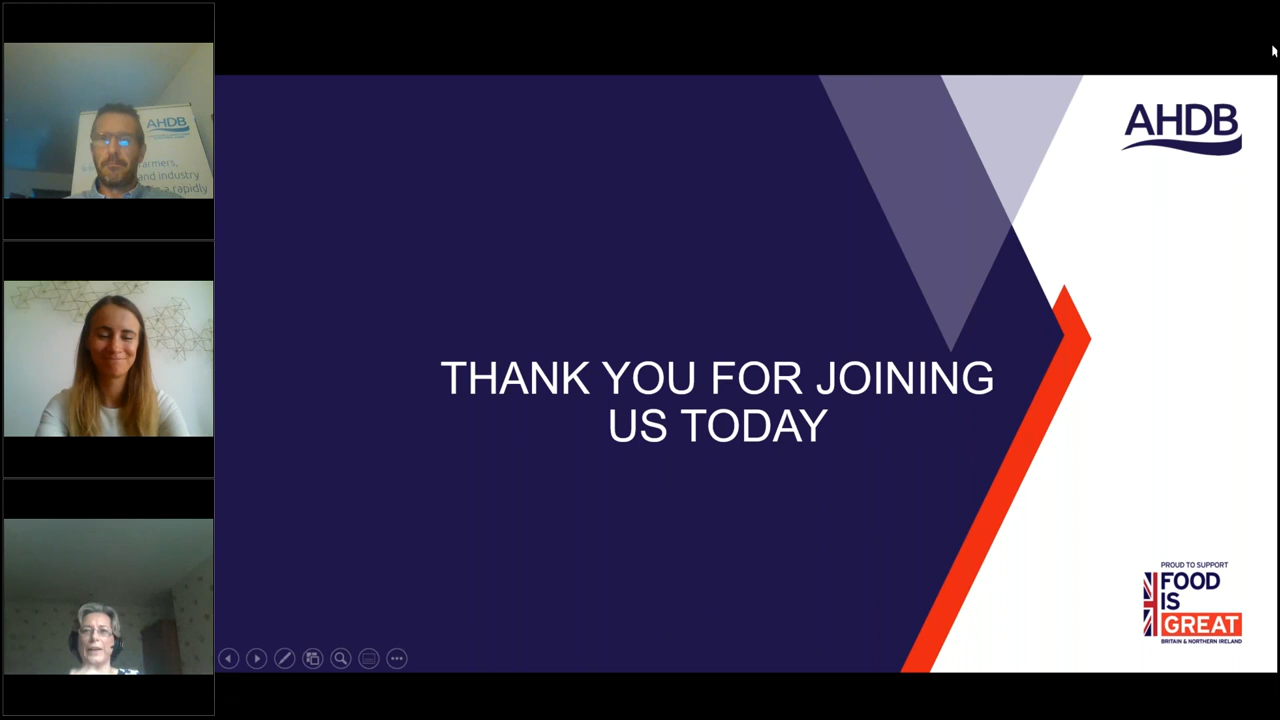 AHDB
armers,
and industry
a rapidly
THANK YOU FOR JOINING
US TODAY
AHDB
PROUD TO SUPPORT
FOOD
IS
GREAT
BRITAIN & NORTHERN IRELAND